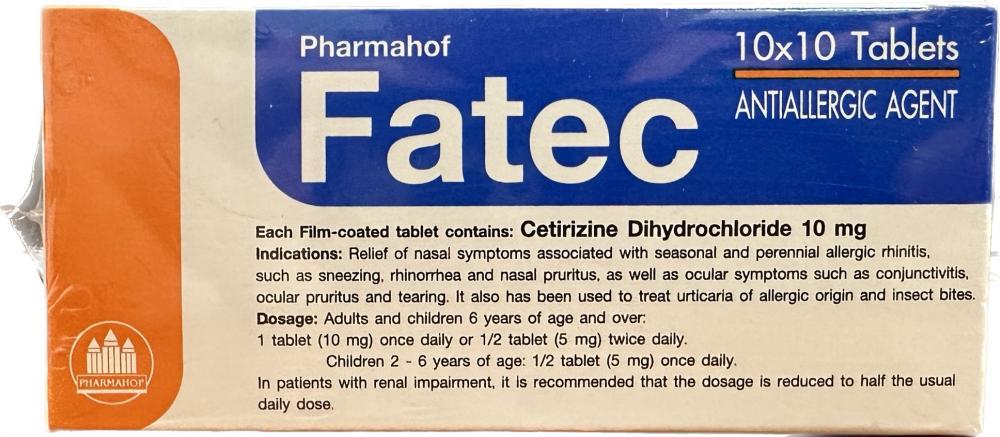 Pharmahof
Fatec
10x10 Tablets
ANTIALLERGIC AGENT
Each Film-coated tablet contains: Cetirizine Dihydrochloride 10 mg
Indications: Relief of nasal symptoms associated with seasonal and perennial allergic rhinitis,
such as sneezing, rhinorrhea and nasal pruritus, as well as ocular symptoms such as conjunctivitis,
ocular pruritus and tearing. It also has been used to treat urticaria of allergic origin and insect bites.
Dosage: Adults and children 6 years of age and over:
1 tablet (10 mg) once daily or 1/2 tablet (5 mg) twice daily.
Children 2 - 6 years of age: 1/2 tablet (5 mg) once daily.
In patients with renal impairment, it is recommended that the dosage is reduced to half the usual
daily dose.
PHARMAHOF